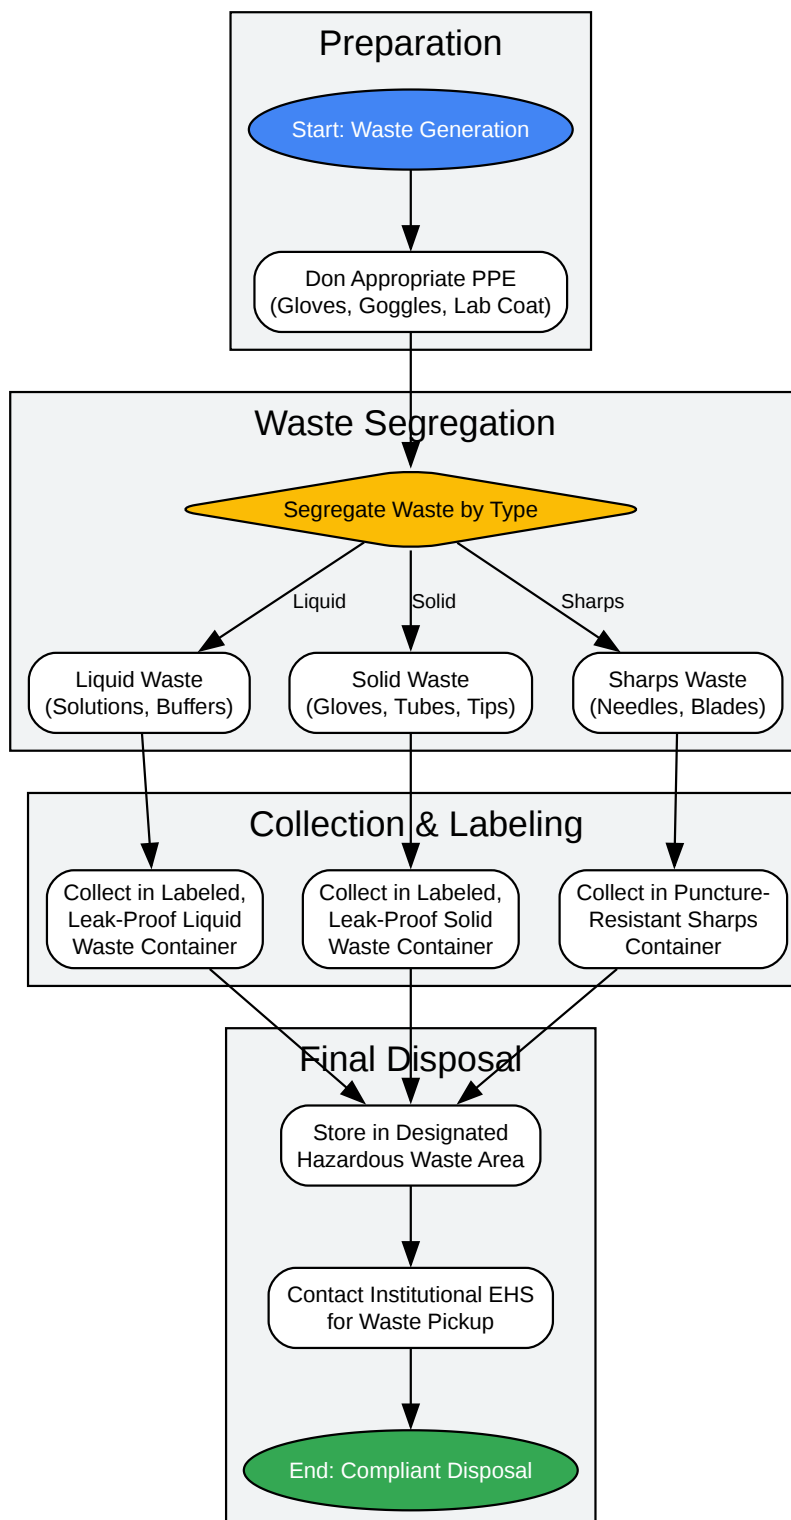 Preparation
Start: Waste Generation
Don Appropriate PPE
(Gloves, Goggles, Lab Coat)
Waste Segregation
Segregate Waste by Type
Liquid
Solid
Sharps
Liquid Waste
(Solutions, Buffers)
Solid Waste
(Gloves, Tubes, Tips)
Sharps Waste
(Needles, Blades)
Collection & Labeling
Collect in Labeled,
Leak-Proof Liquid
Waste Container
Collect in Labeled,
Leak-Proof Solid
Waste Container
Collect in Puncture-
Resistant Sharps
Container
Final Disposal
Store in Designated
Hazardous Waste Area
Contact Institutional EHS
for Waste Pickup
End: Compliant Disposal